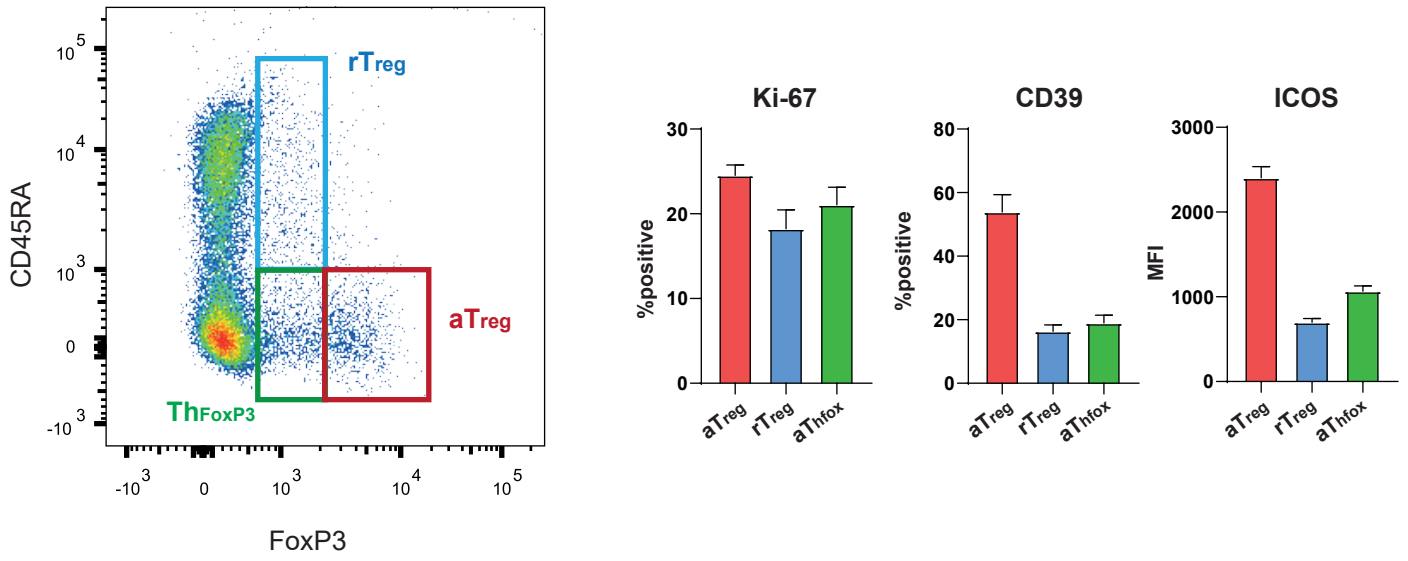 CD45RA
10 5
10 4
10 3
0
-10 3
rTreg
aTreg
ThFoxP3
-10 3
0
10 3
10 4
10 5
FoxP3
Ki-67
%positive
30
20
10
0
aTreg
rTreg
aThfox
CD39
%positive
80
60
40
20
0
aTreg
rTreg
aThfox
ICOS
MFI
3000
2000
1000
0
aTreg
rTreg
aThfox